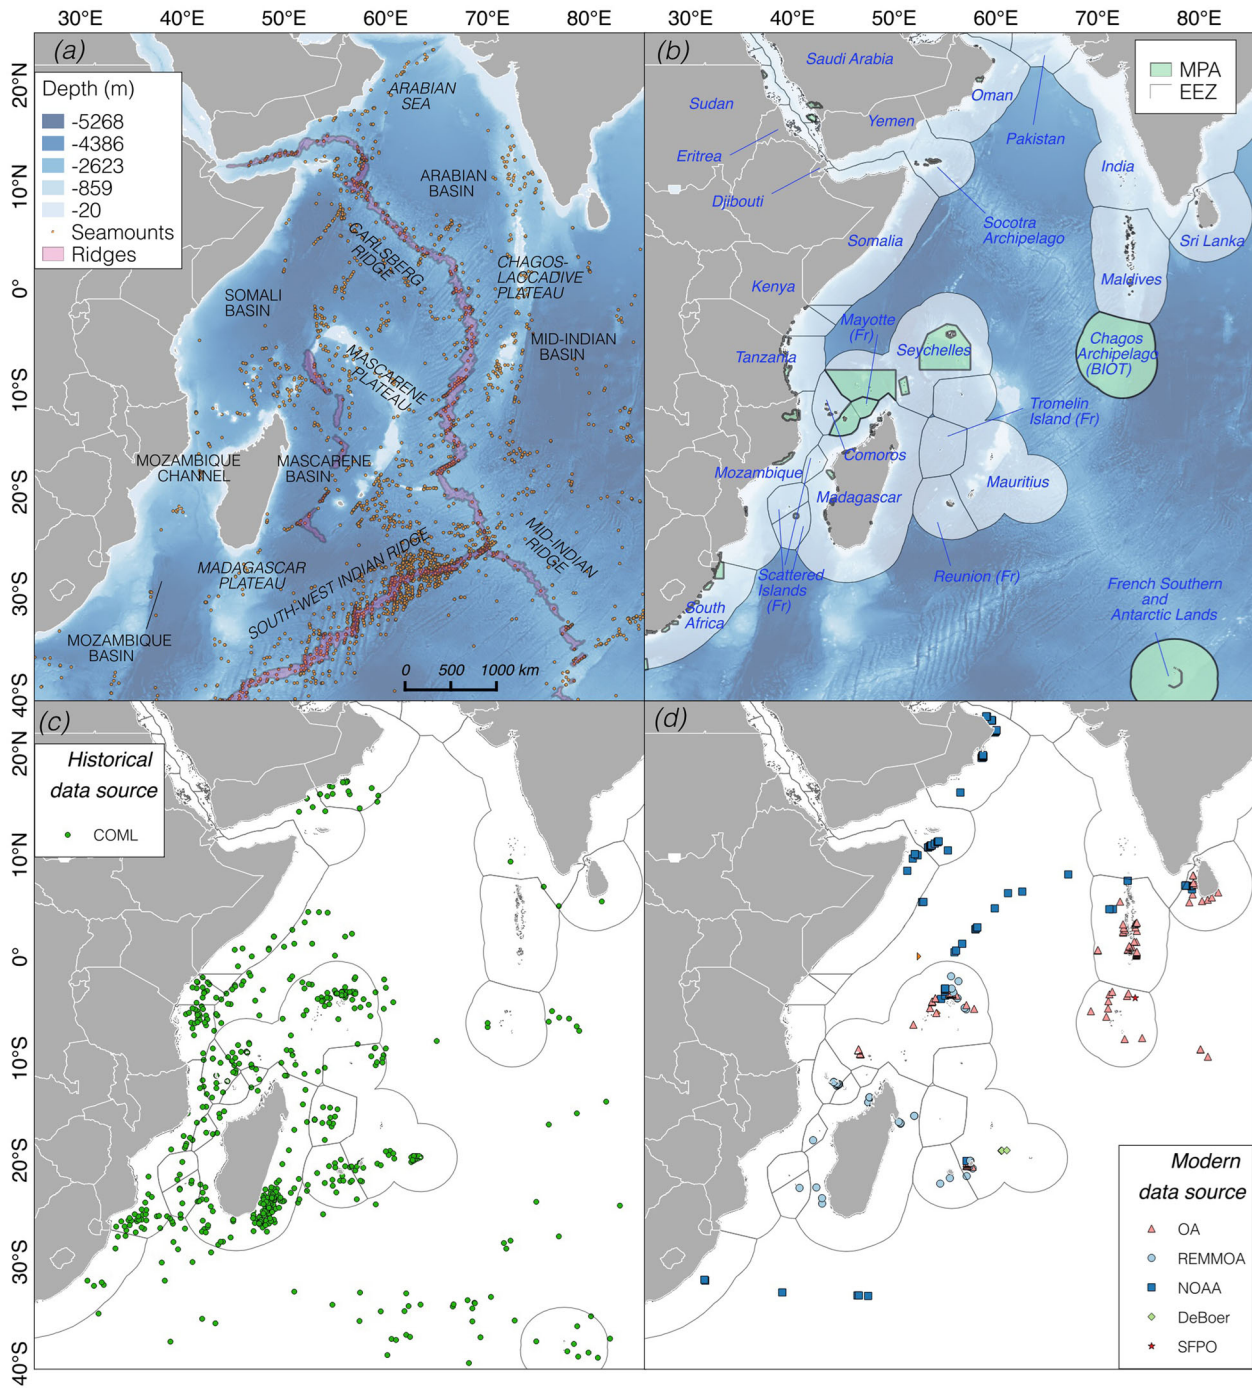 30°E 40°E 50°E 60°E 70°E 80°E 30°E 40°E 50°E 60°E 70°E 80°E
(a)
20°N
10°N
0°
10°S
20°S
30°S
40°S
Depth (m)
-5268
-4386
-2623
-859
-20
Seamounts
Ridges
ARABIAN
SEA
ARABIAN
BASIN
CARLSBERG
RIDGE
CHAGOS-
LACCADIVE
PLATEAU
SOMALI
BASIN
MID-INDIAN
BASIN
MASCARENE
PLATEAU
MOZAMBIQUE
CHANNEL
MASCARENE
BASIN
MID-INDIAN
RIDGE
MADAGASCAR
PLATEAU
SOUTH-WEST INDIAN RIDGE
MOZAMBIQUE
BASIN
0 500 1000 km
(b)
MPA
EEZ
Saudi Arabia
Oman
Sudan
Yemen
Pakistan
Eritrea
India
Djibouti
Socotra
Archipelago
Sri Lanka
Somalia
Maldives
Kenya
Mayotte
(Fr)
Seychelles
Chagos
Archipelago
(BIOT)
Tanzania
Tromelin
Island (Fr)
Comoros
Mozambique
Madagascar
Mauritius
Scattered
Islands
(Fr)
Reunion (Fr)
South
Africa
French Southern
and
Antarctic Lands
(c)
20°N
10°N
0°
10°S
20°S
30°S
40°S
Historical
data source
COML
(d)
Modern
data source
OA
REMMOA
NOAA
DeBoer
SFPO